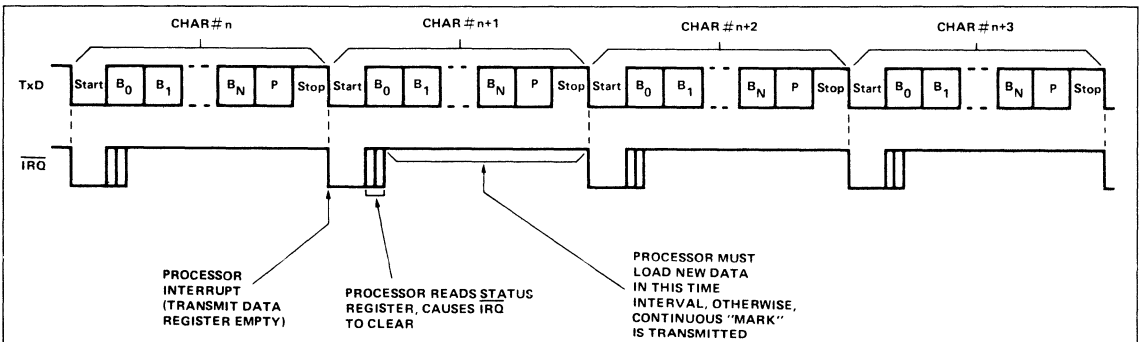 CHAR#n CHAR#n+1 CHAR#n+2 CHAR#n+3
TxD Start B0 B1 BN P Stop Start B0 B1 BN P Stop Start B0 B1 BN P Stop Start B0 B1 BN P Stop
IRQ
PROCESSOR
INTERRUPT
(TRANSMIT DATA
REGISTER EMPTY)
PROCESSOR READS STATUS
REGISTER, CAUSES IRQ
TO CLEAR
PROCESSOR MUST
LOAD NEW DATA
IN THIS TIME
INTERVAL, OTHERWISE,
CONTINUOUS "MARK"
IS TRANSMITTED